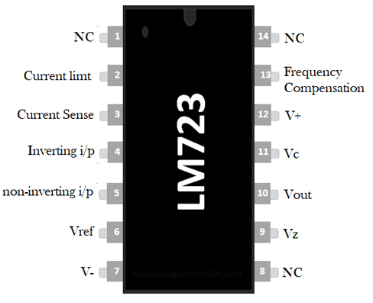 NC 1 14 NC
Current limt 2 13 Frequency
Compensation
Current Sense 3 12 V+
Inverting i/p 4 11 Vc
non-inverting i/p 5 10 Vout
Vref 6 9 Vz
V- 7 8 NC
LM723
www.components101.com